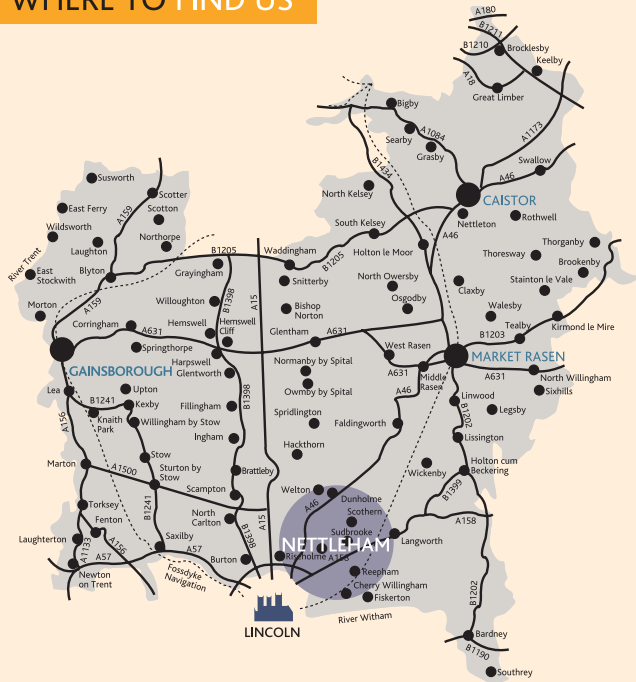 WHERE TO FIND US
A180
B1211
B1210
Brocklesby
Keelby
A18
Great Limber
Bigby
A1084
Searby
Grasby
A1173
B1434
Swallow
A46
Susworth
Scotter
North Kelsey
CAISTOR
East Ferry
Scotton
A159
Nettleton
Rothwell
Wildsworth
South Kelsey
Northorpe
Laughton
A46
Thorganby
River Trent
B1205
Waddingham
B1205
Holton le Moor
Thoresway
Brookenby
East
Stockwith
Blyton
Grayingham
Snitterby
North Owersby
Claxby
Stainton le Vale
A159
Willoughton
B1398
A15
Bishop
Norton
Osgodby
Walesby
Morton
Corringham
A631
Hemswell
Hemswell
Cliff
Glentham
A631
Tealby
Kirmond le Mire
B1203
Springthorpe
Harpswell
West Rasen
MARKET RASEN
GAINSBOROUGH
Glentworth
Normanby by Spital
A631
Middle
Rasen
A631
North Willingham
Lea
Upton
Owmby by Spital
A46
Sixhills
B1241
Kexby
Fillingham
B1398
Linwood
Legsby
A156
Knaith
Park
Willingham by Stow
Spridlington
Faldingworth
B1202
Ingham
Lissington
Hackthorn
Marton
Stow
A1500
Sturton by
Stow
Brattleby
Wickenby
Holton cum
Beckering
Scampton
Welton
Dunholme
B1399
Torksey
B1241
North
Carlton
A46
Scothern
A158
Fenton
A15
Sudbrooke
Laughterton
A156
Saxilby
B1398
NETTLEHAM
Langworth
A1133
A57
A57
Burton
Riseholme
A158
Newton
on Trent
Fossdyke
Navigation
Reepham
B1202
Cherry Willingham
Fiskerton
LINCOLN
River Witham
Bardney
B1190
Southrey